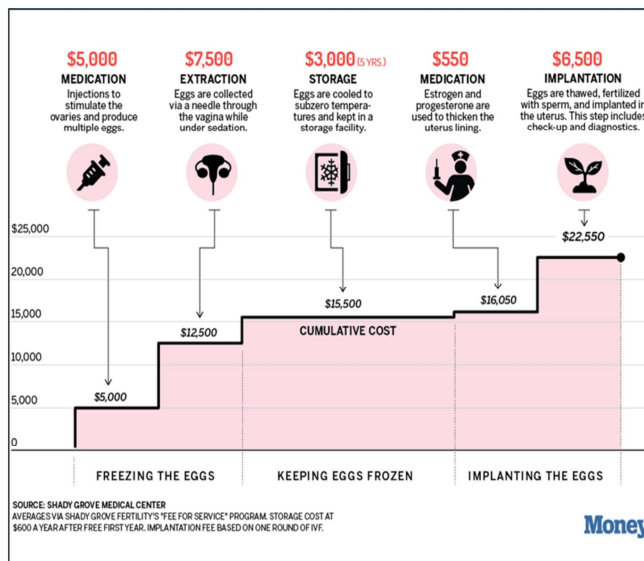 $5,000
MEDICATION
Injections to
stimulate the
ovaries and produce
multiple eggs.
$7,500
EXTRACTION
Eggs are collected
via a needle through
the vagina while
under sedation.
$3,000 (5 YRS.)
STORAGE
Eggs are cooled to
subzero tempera-
tures and kept in a
storage facility.
$550
MEDICATION
Estrogen and
progesterone are
used to thicken the
uterus lining.
$6,500
IMPLANTATION
Eggs are thawed, fertilized
with sperm, and implanted in
the uterus. This step includes
check-up and diagnostics.
$25,000
20,000
15,000
10,000
5,000
0
$5,000
$12,500
$15,500
$16,050
$22,550
CUMULATIVE COST
FREEZING THE EGGS
KEEPING EGGS FROZEN
IMPLANTING THE EGGS
SOURCE: SHADY GROVE MEDICAL CENTER
AVERAGES VIA SHADY GROVE FERTILITY'S "FEE FOR SERVICE" PROGRAM. STORAGE COST AT
$600 A YEAR AFTER FREE FIRST YEAR. IMPLANTATION FEE BASED ON ONE ROUND OF IVF.
Money